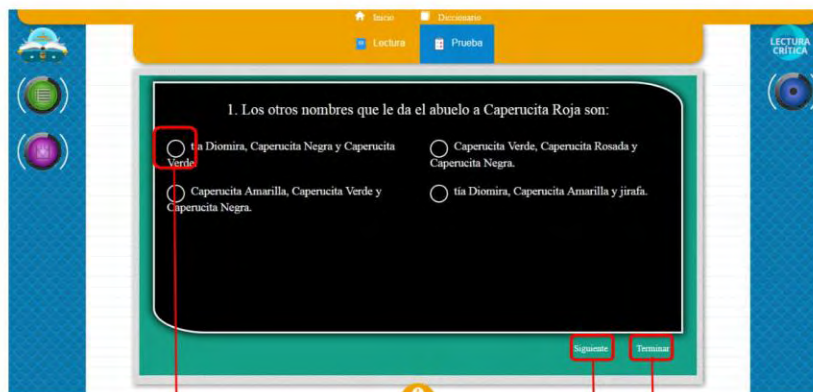 Inicio Diccionario
Lectura Prueba
LECTURA
CRÍTICA
1. Los otros nombres que le da el abuelo a Caperucita Roja son:
tía Diomira, Caperucita Negra y Caperucita
Verde.
Caperucita Verde, Caperucita Rosada y
Caperucita Negra.
Caperucita Amarilla, Caperucita Verde y
Caperucita Negra.
tía Diomira, Caperucita Amarilla y jirafa.
Siguiente Terminar